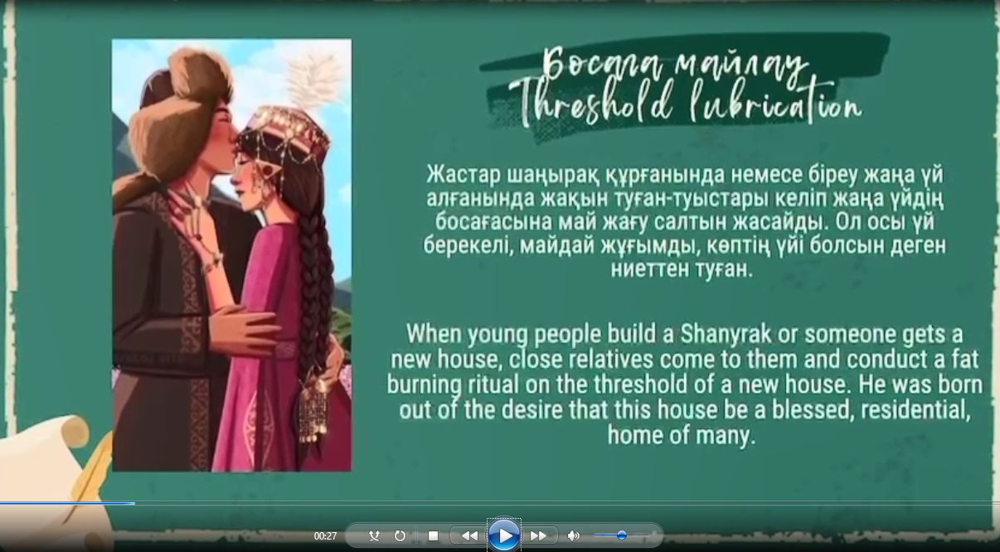 Босаға майлау
Threshold lubrication
Жастар шаңырақ құрғанында немесе біреу жаңа үй
алғанында жақын туған-туыстары келіп жаңа үйдің
босағасына май жағу салтын жасайды. Ол осы үй
берекелі, майдай жұғымды, көптің үйі болсын деген
ниеттен туған.
When young people build a Shanyrak or someone gets a
new house, close relatives come to them and conduct a fat
burning ritual on the threshold of a new house. He was born
out of the desire that this house be a blessed, residential,
home of many.
00:27